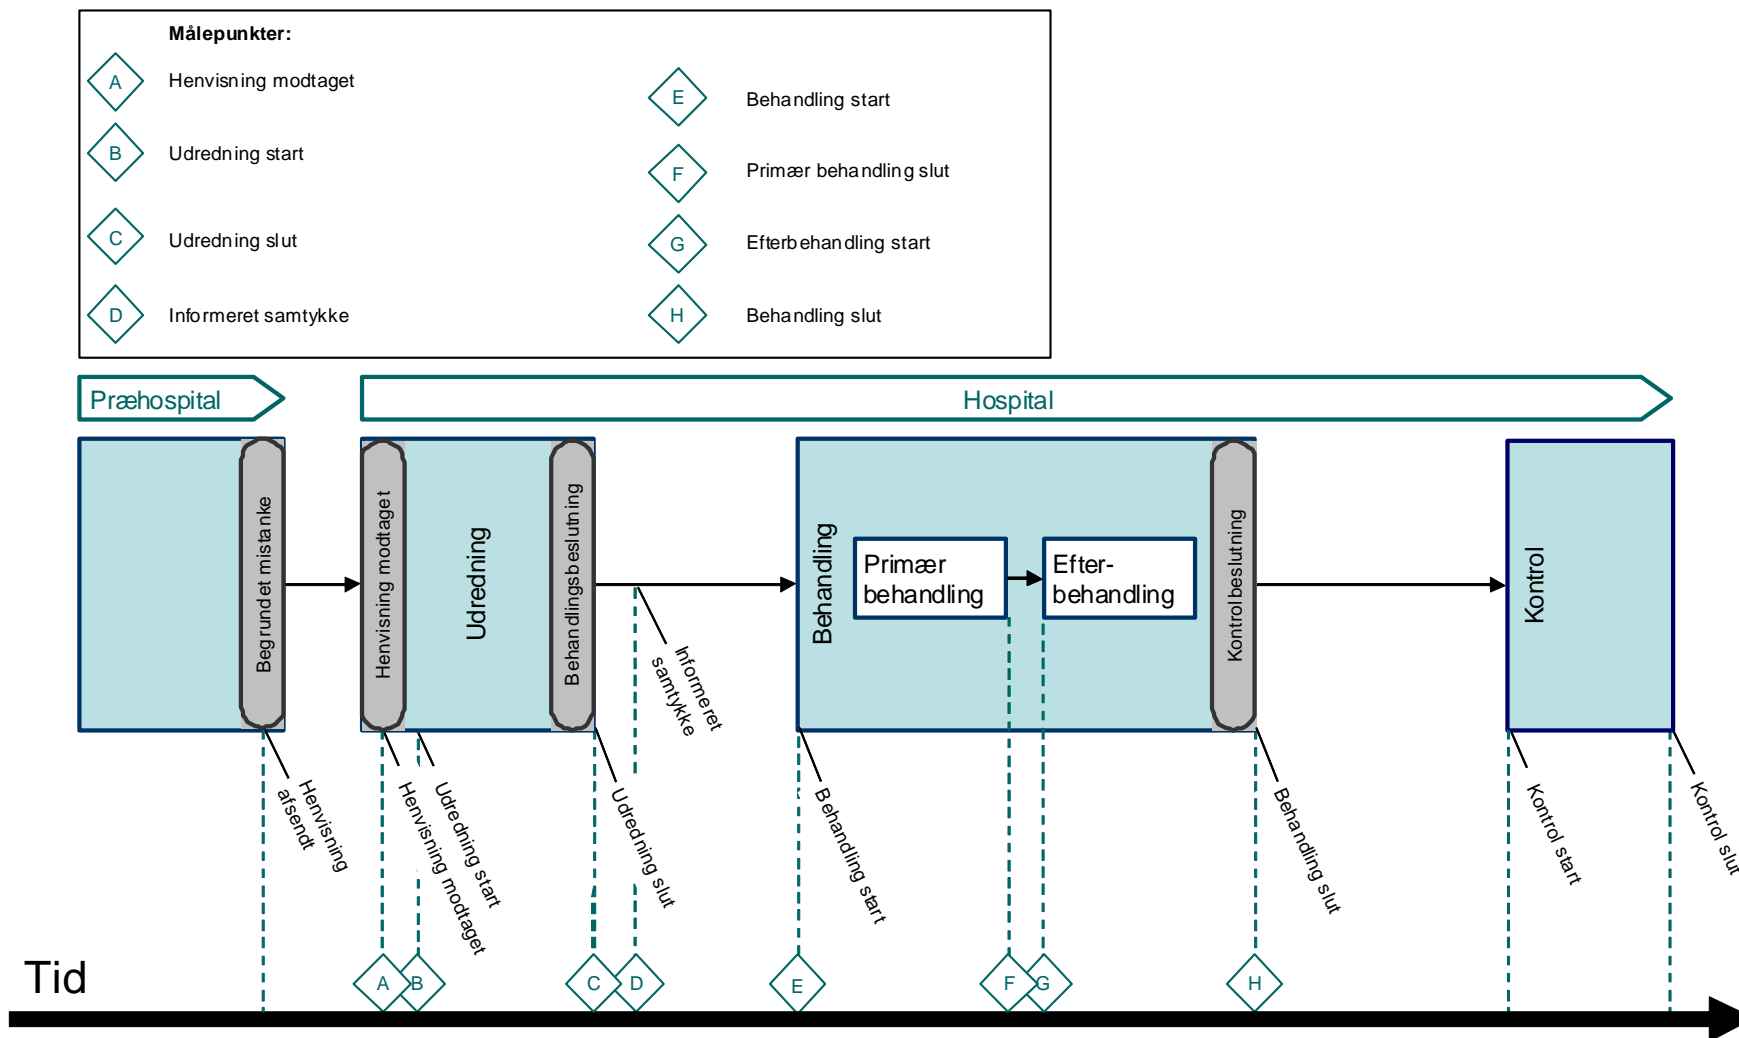 Målepunkter:
A
Henvisning modtaget
B
Udredning start
C
Udredning slut
D
Informeret samtykke
E
Behandling start
F
Primær behandling slut
G
Efterbehandling start
H
Behandling slut
Præhospital
Hospital
Begrundet mistanke
Henvisning modtaget
Udredning
Behandlingsbeslutning
Informeret
samtykke
Behandling
Primær
behandling
Efter-
behandling
Kontrolbeslutning
Kontrol
Henvisning
afsendt
Henvisning modtaget
Udredning start
Udredning slut
Behandling start
Behandling slut
Kontrol start
Kontrol slut
Tid
A
B
C
D
E
F
G
H